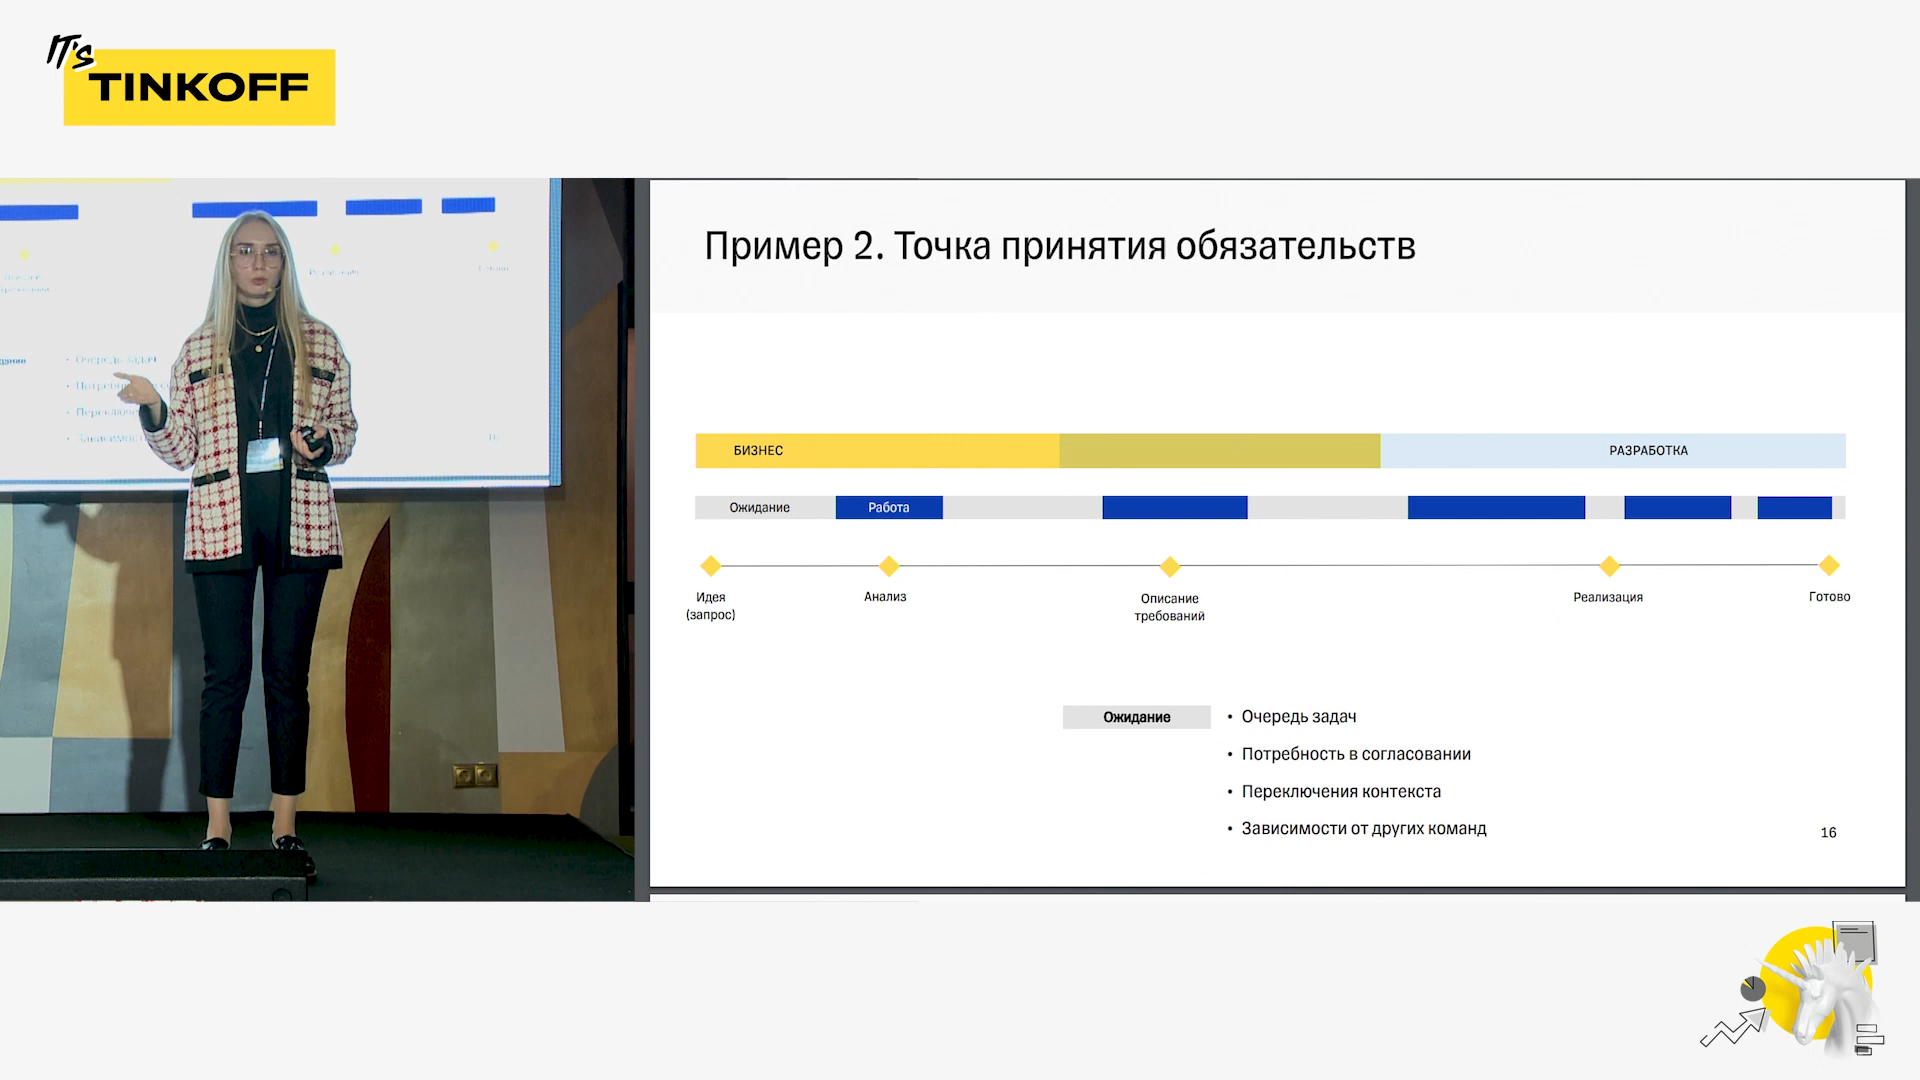 IT's
TINKOFF
Пример 2. Точка принятия обязательств
БИЗНЕС
РАЗРАБОТКА
Ожидание
Работа
Идея
(запрос)
Анализ
Описание
требований
Реализация
Готово
Ожидание
• Очередь задач
• Потребность в согласовании
• Переключения контекста
• Зависимости от других команд
16